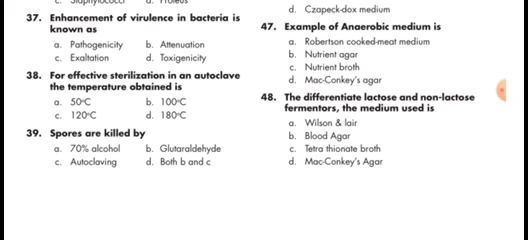 c. Staphylococci d. Proteus
37. Enhancement of virulence in bacteria is
known as
a. Pathogenicity b. Attenuation
c. Exaltation d. Toxigenicity
38. For effective sterilization in an autoclave
the temperature obtained is
a. 50°C b. 100°C
c. 120°C d. 180°C
39. Spores are killed by
a. 70% alcohol b. Glutaraldehyde
c. Autoclaving d. Both b and c
d. Czapeck-dox medium
47. Example of Anaerobic medium is
a. Robertson cooked-meat medium
b. Nutrient agar
c. Nutrient broth
d. Mac-Conkey's agar
48. The differentiate lactose and non-lactose
fermentors, the medium used is
a. Wilson & lair
b. Blood Agar
c. Tetra thionate broth
d. Mac-Conkey's Agar